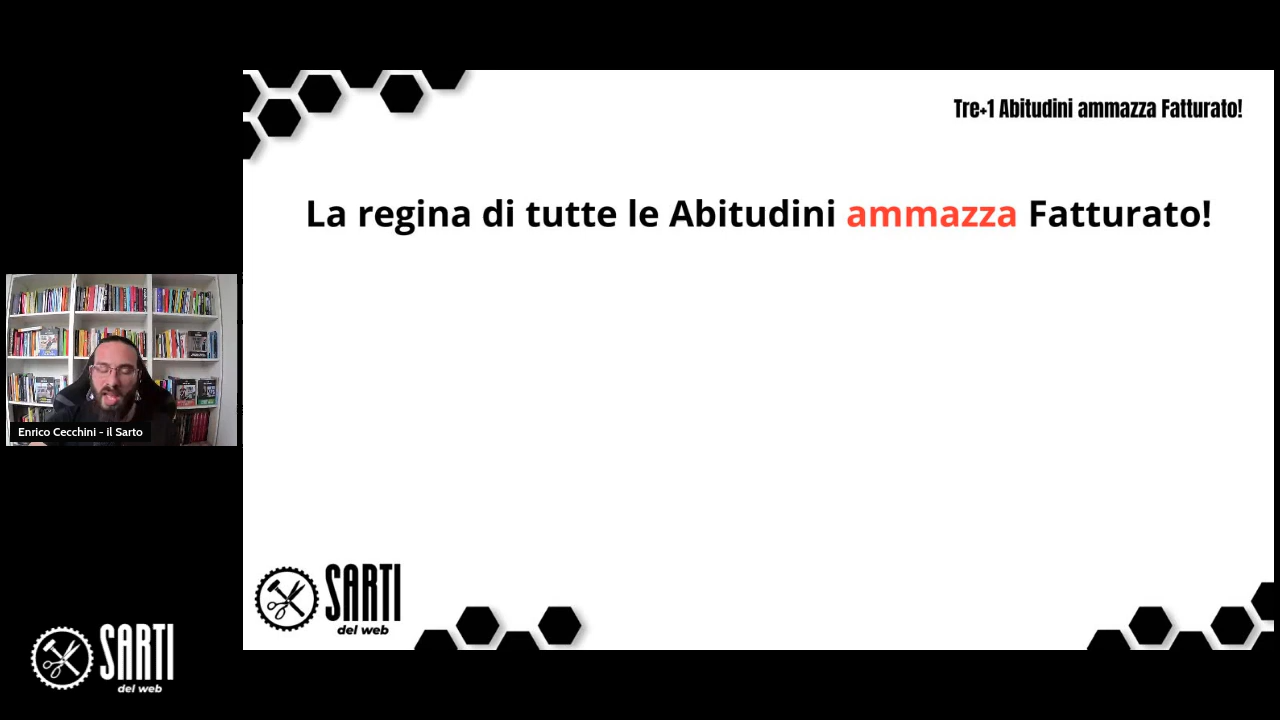 Tre+1 Abitudini ammazza Fatturato!
La regina di tutte le Abitudini ammazza Fatturato!
Enrico Cecchini - il Sarto
SARTI
del web
SARTI
del web